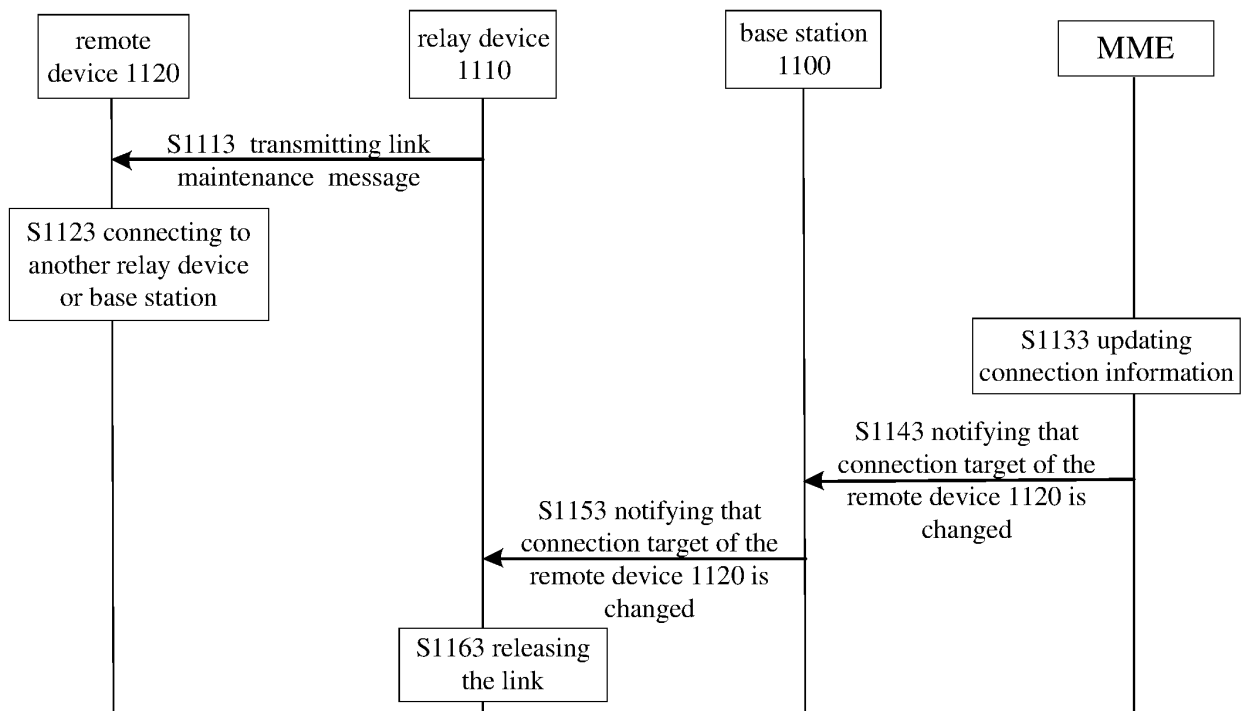 remote
device 1120
relay device
1110
base station
1100
MME
S1113 transmitting link
maintenance message
S1123 connecting to
another relay device
or base station
S1133 updating
connection information
S1143 notifying that
connection target of the
remote device 1120 is
changed
S1153 notifying that
connection target of the
remote device 1120 is
changed
S1163 releasing
the link